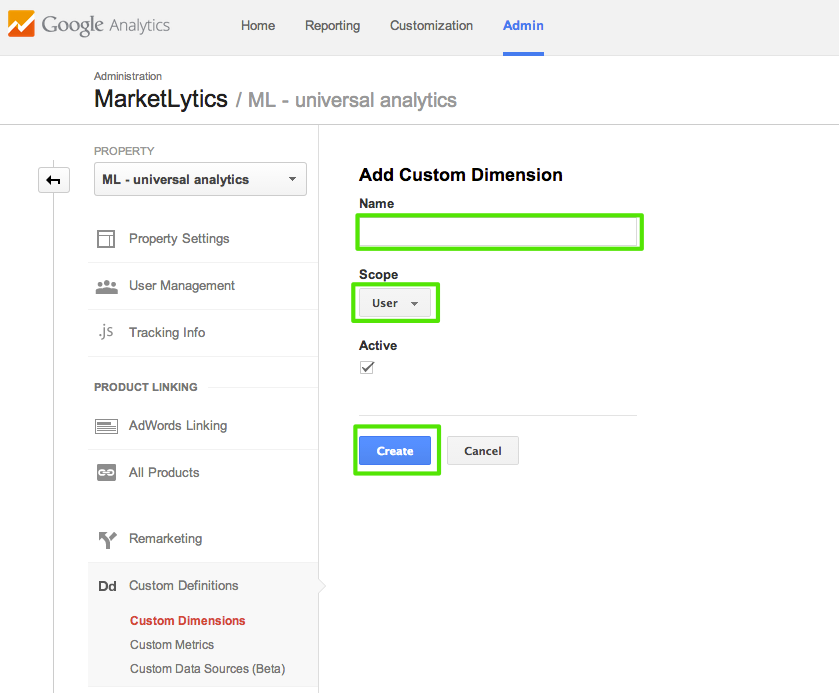 Google Analytics
Home Reporting Customization Admin
Administration
MarketLytics / ML - universal analytics
PROPERTY
ML - universal analytics
Property Settings
User Management
.js Tracking Info
PRODUCT LINKING
AdWords Linking
All Products
Remarketing
Dd Custom Definitions
Custom Dimensions
Custom Metrics
Custom Data Sources (Beta)
Add Custom Dimension
Name
Scope
User
Active
Create Cancel